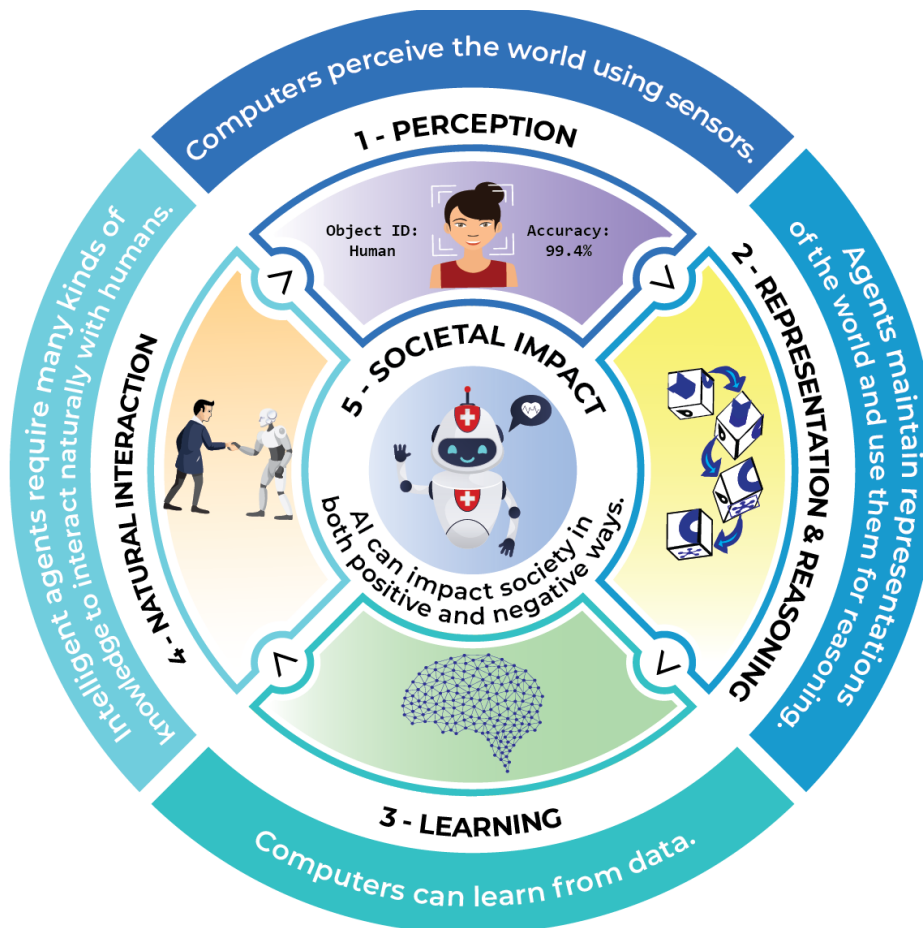 Computers perceive the world using sensors.
1 - PERCEPTION
Object ID:
Human
Accuracy:
99.4%
Agents maintain representations
of the world and use them for reasoning.
2 - REPRESENTATION & REASONING
3 - LEARNING
Computers can learn from data.
Intelligent agents require many kinds of
knowledge to interact naturally with humans.
4 - NATURAL INTERACTION
5 - SOCIETAL IMPACT
AI can impact society in
both positive and negative ways.